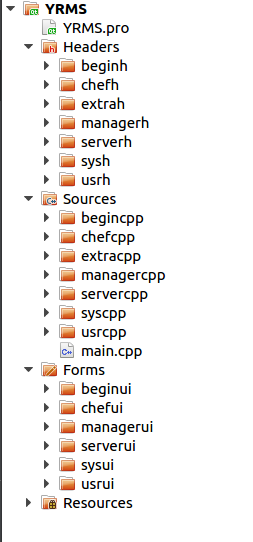 YRMS
YRMS.pro
Headers
beginh
chefh
extrah
managerh
serverh
sysh
usrh
Sources
begincpp
chefcpp
extracpp
managercpp
servercpp
syscpp
usrcpp
main.cpp
Forms
beginui
chefui
managerui
serverui
sysui
usrui
Resources